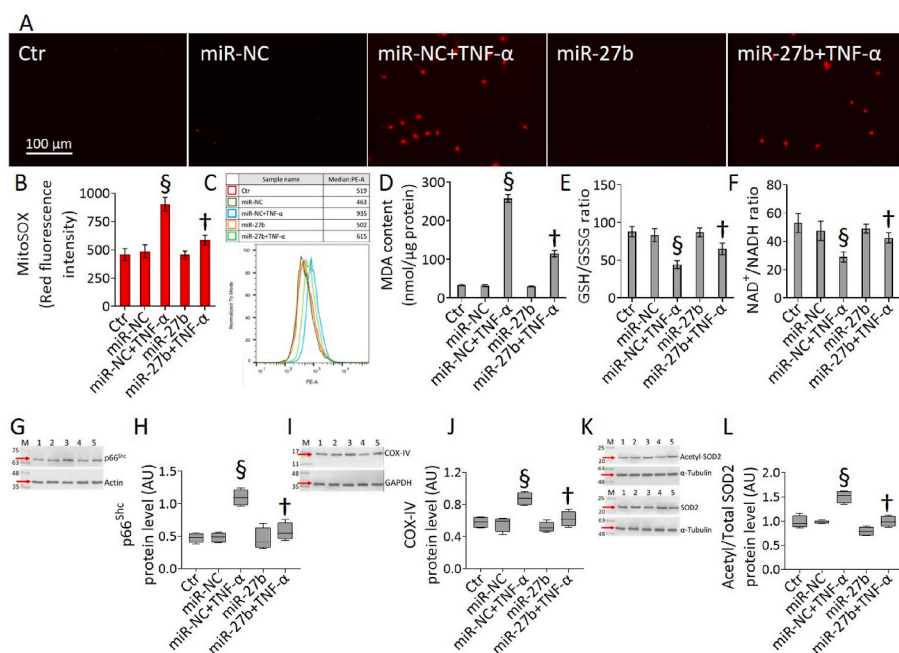 A
Ctr
miR-NC
miR-NC+TNF-α
miR-27b
miR-27b+TNF-α
100 µm
B
MitoSOX
(Red fluorescence
intensity)
1000
750
500
250
0
§
†
Ctr
miR-NC
miR-NC+TNF-α
miR-27b
miR-27b+TNF-α
C
Sample name Median:PE-A
Ctr 519
miR-NC 463
miR-NC+TNF-α 935
miR-27b 502
miR-27b+TNF-α 615
Normalized To Mode
PE-A
D
MDA content
(nmol/µg protein)
300
200
100
0
§
†
Ctr
miR-NC
miR-NC+TNF-α
miR-27b
miR-27b+TNF-α
E
GSH/GSSG ratio
150
100
50
0
§
†
Ctr
miR-NC
miR-NC+TNF-α
miR-27b
miR-27b+TNF-α
F
NAD⁺/NADH ratio
80
60
40
20
0
§
†
Ctr
miR-NC
miR-NC+TNF-α
miR-27b
miR-27b+TNF-α
G
M 1 2 3 4 5
75
63
p66Shc
48
35
Actin
H
p66Shc
protein level (AU)
1.5
1.0
0.5
0.0
§
†
Ctr
miR-NC
miR-NC+TNF-α
miR-27b
miR-27b+TNF-α
I
M 1 2 3 4 5
20
17
COX-IV
48
35
GAPDH
J
COX-IV
protein level (AU)
1.2
0.8
0.4
0.0
§
†
Ctr
miR-NC
miR-NC+TNF-α
miR-27b
miR-27b+TNF-α
K
M 1 2 3 4 5
25
20
Acetyl-SOD2
63
48
α-Tubulin
25
20
SOD2
63
48
α-Tubulin
L
Acetyl/Total SOD2
protein level (AU)
2.0
1.5
1.0
0.5
0.0
§
†
Ctr
miR-NC
miR-NC+TNF-α
miR-27b
miR-27b+TNF-α